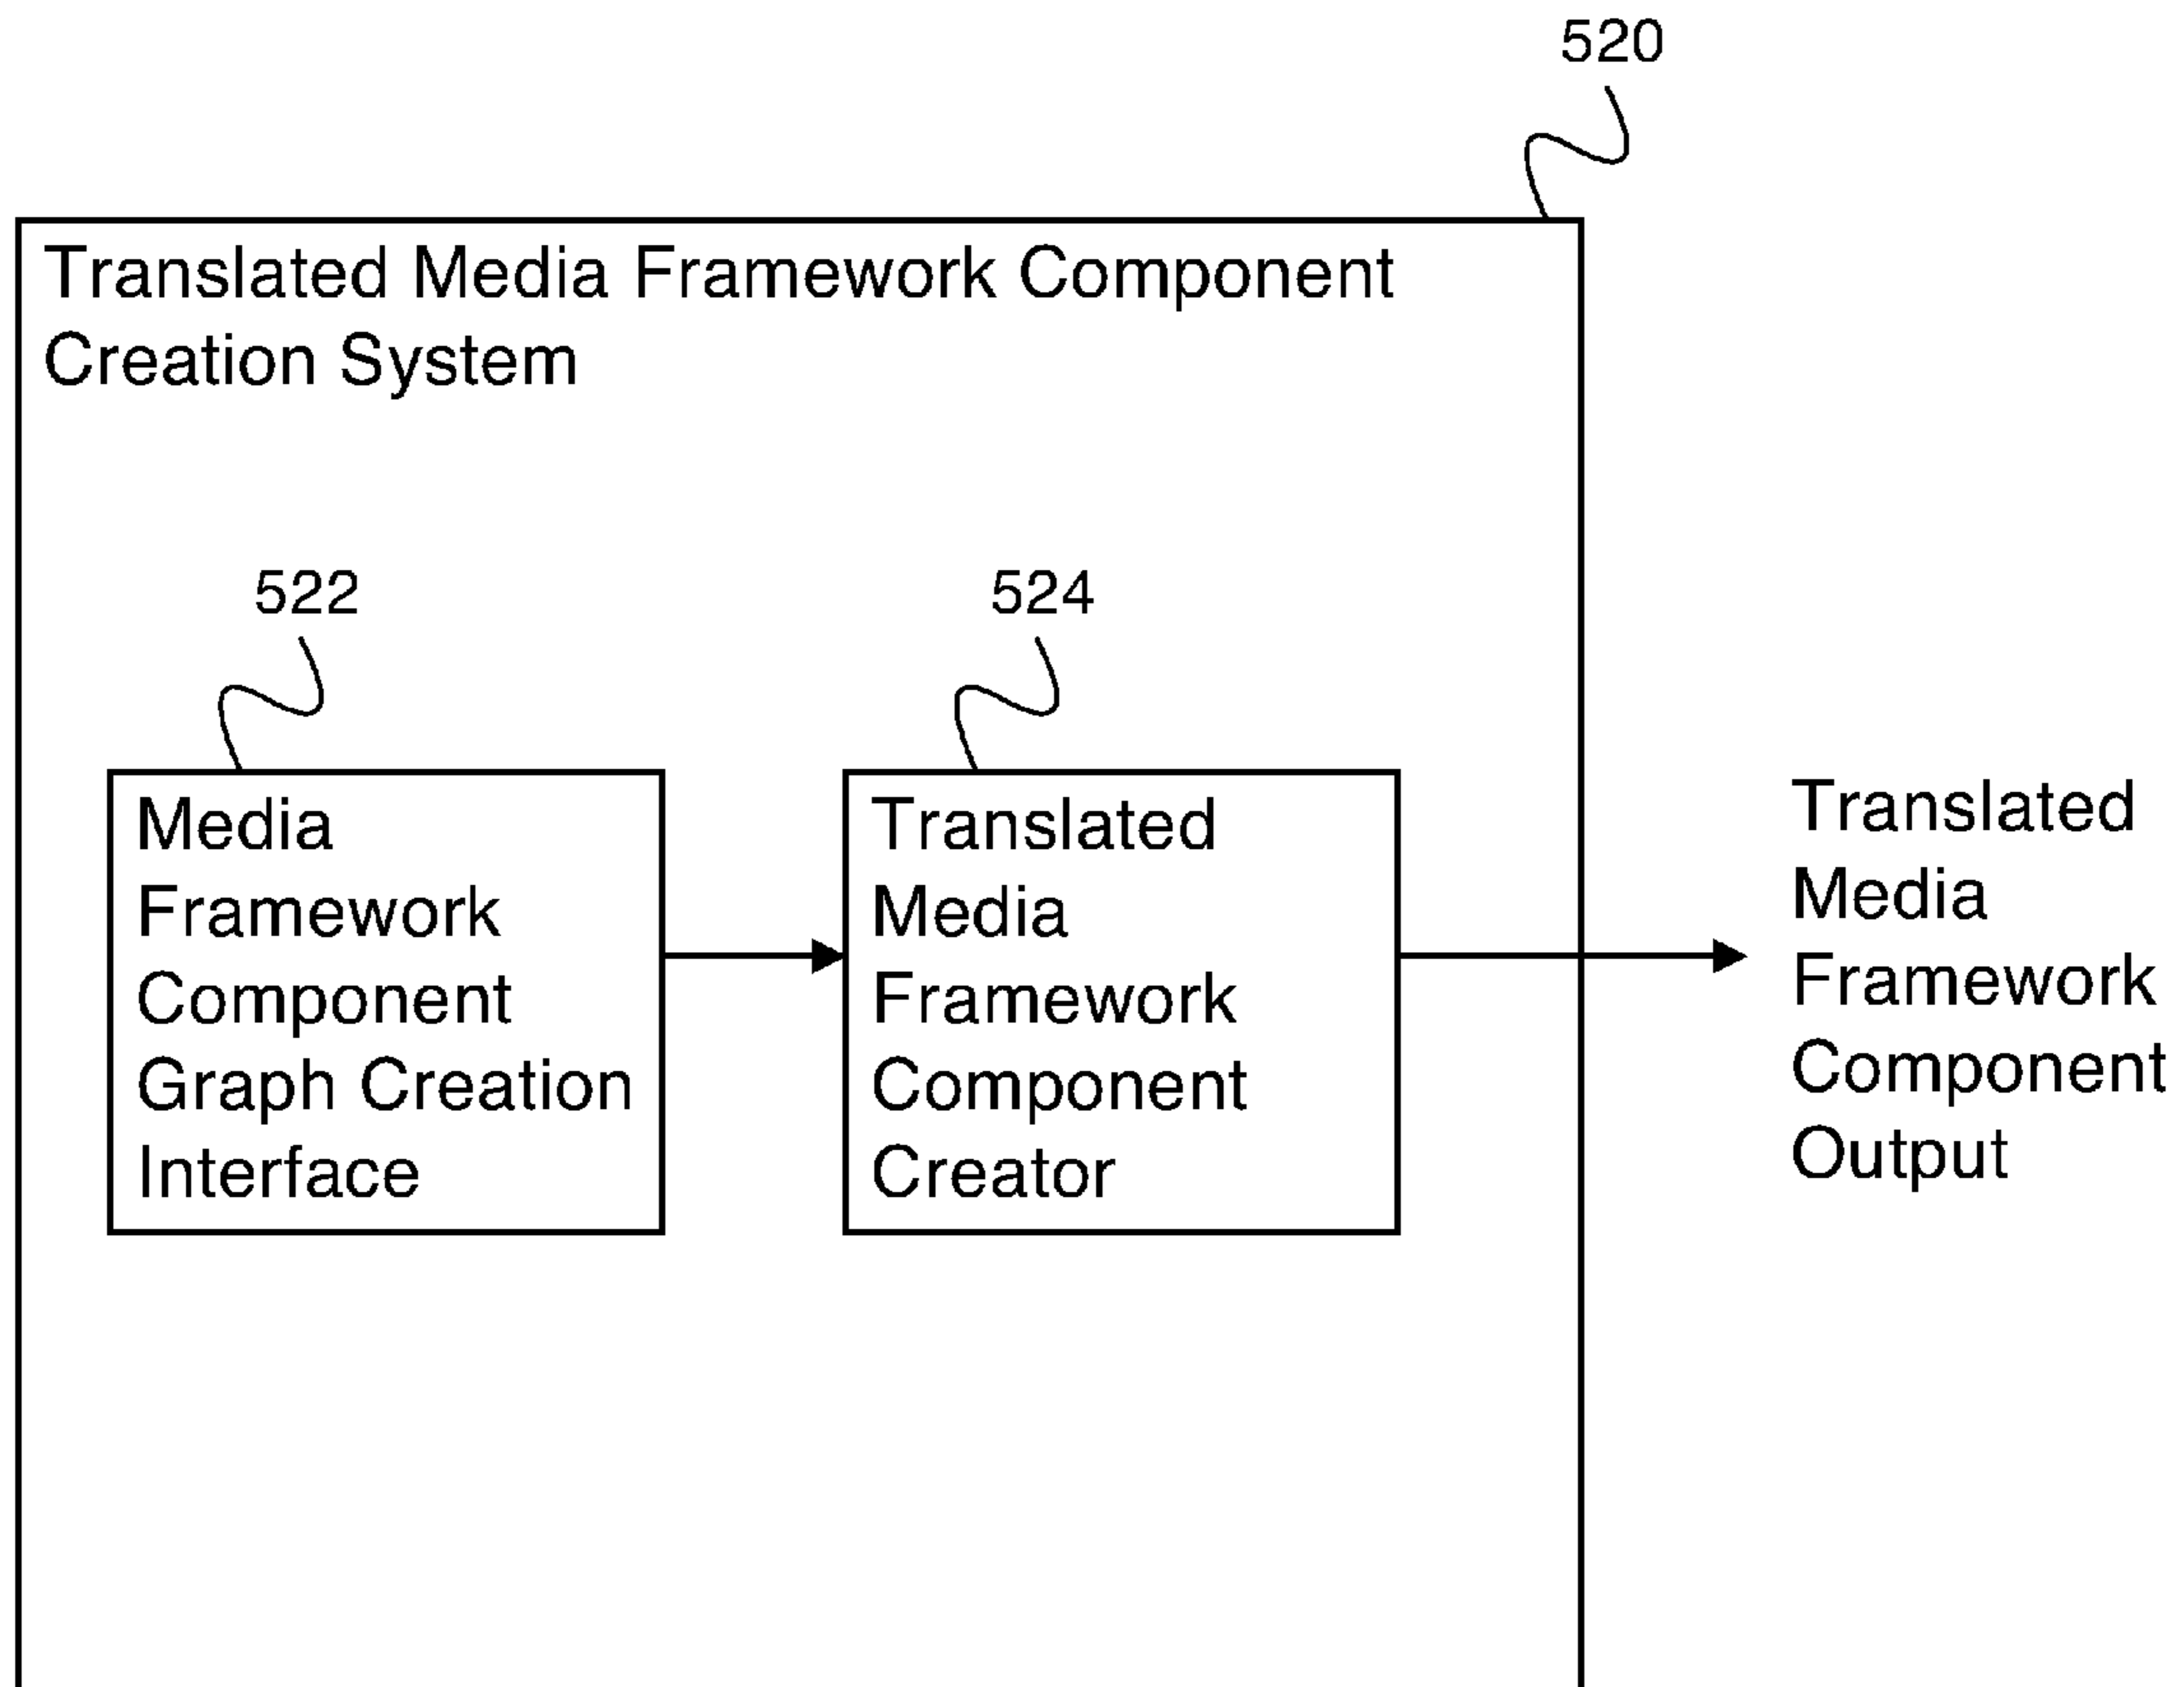 520
Translated Media Framework Component
Creation System
522
Media
Framework
Component
Graph Creation
Interface
524
Translated
Media
Framework
Component
Creator
Translated
Media
Framework
Component
Output